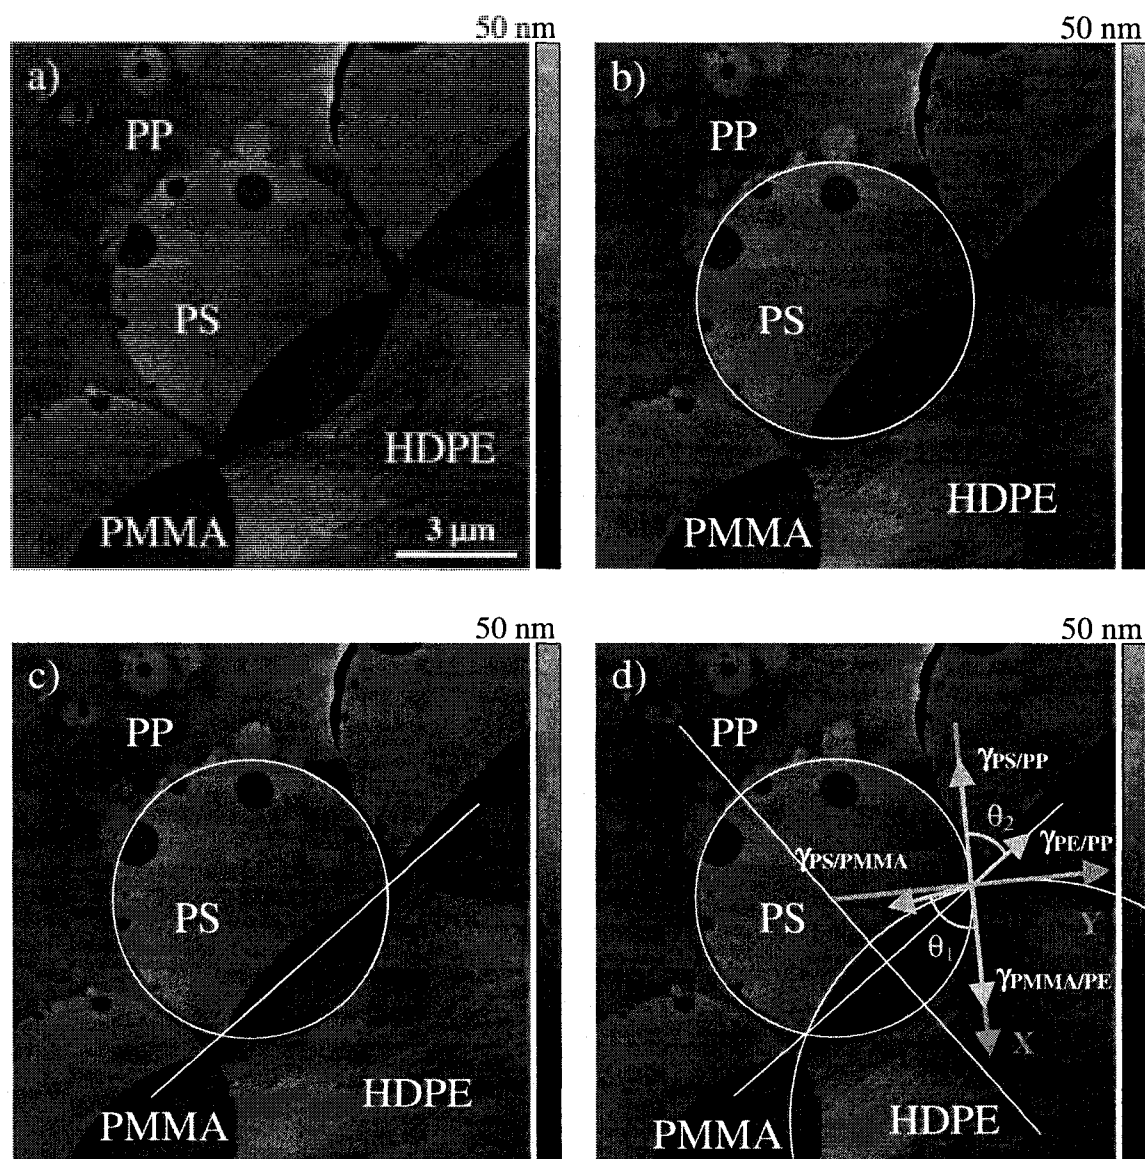 50 nm
a)
PP
PS
HDPE
PMMA
3 µm
50 nm
b)
PP
PS
HDPE
PMMA
50 nm
c)
PP
PS
HDPE
PMMA
50 nm
d)
PP
γPS/PP
θ2
γPE/PP
γPS/PMMA
PS
Y
θ1
γPMMA/PE
X
HDPE
PMMA